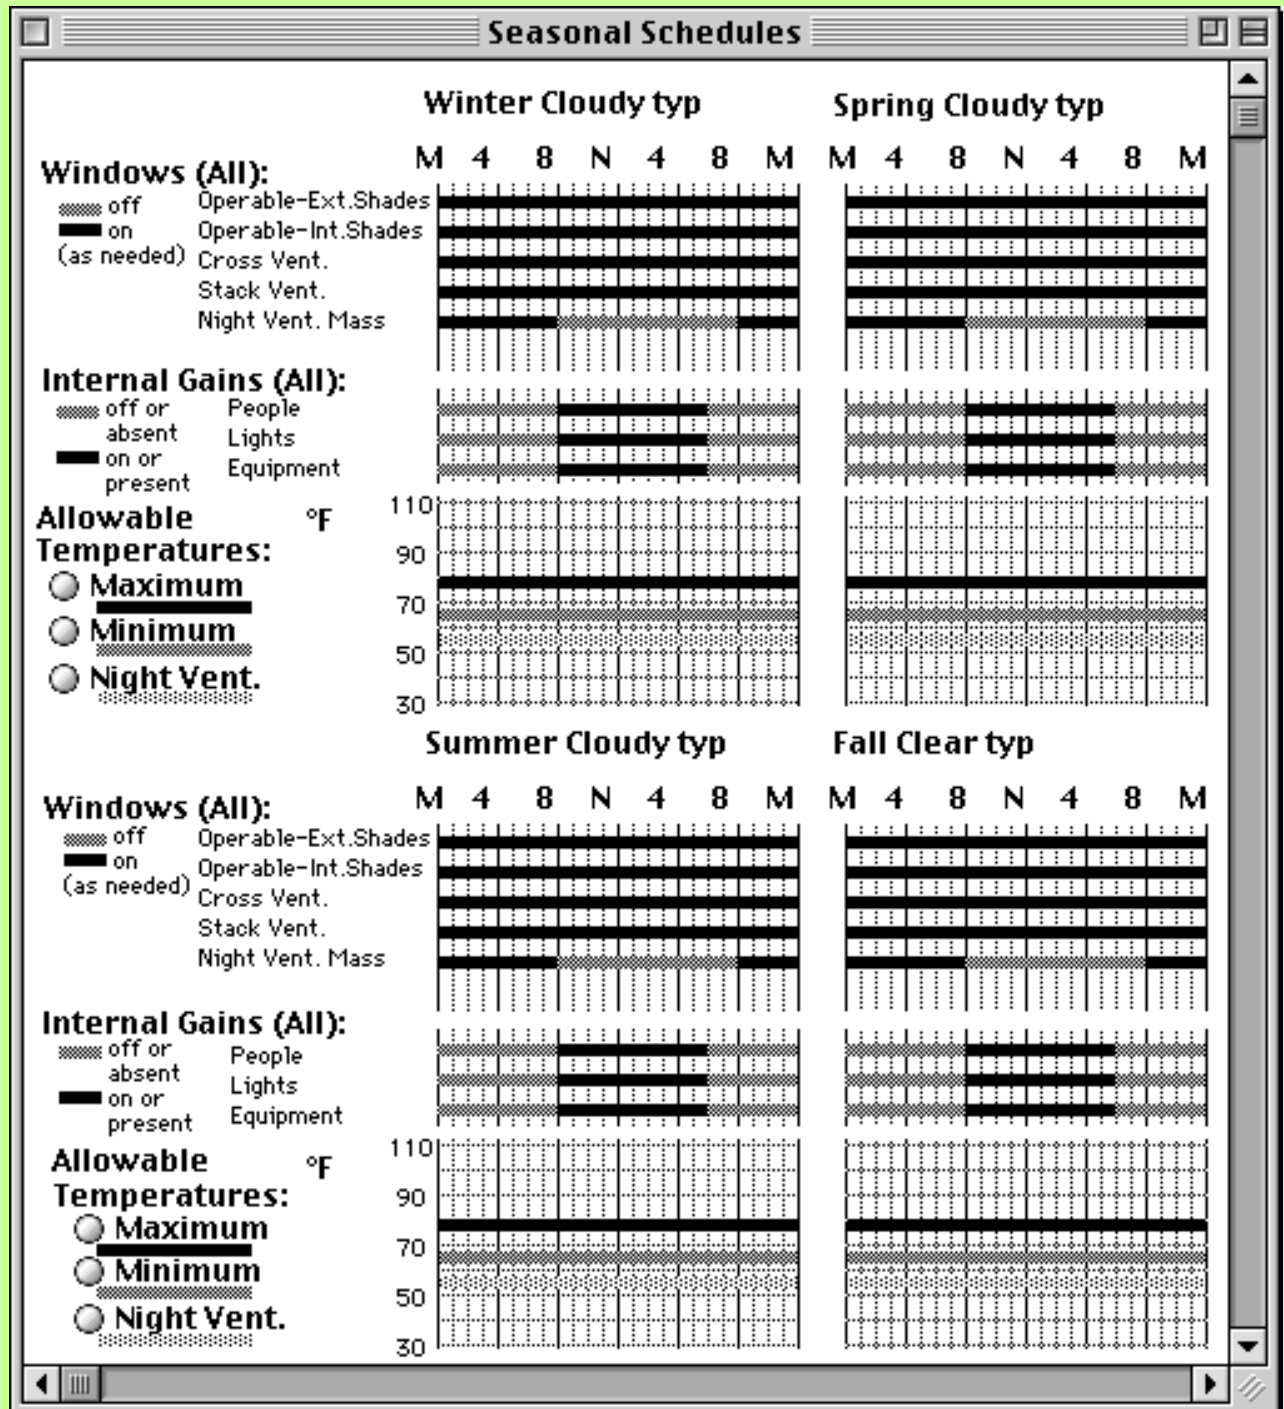 Seasonal Schedules
Winter Cloudy typ Spring Cloudy typ
M 4 8 N 4 8 M M 4 8 N 4 8 M
Windows (All):
off Operable-Ext.Shades
on Operable-Int.Shades
(as needed) Cross Vent.
Stack Vent.
Night Vent. Mass
Internal Gains (All):
off or People
absent Lights
on or Equipment
present
110
Allowable °F
Temperatures: 90
Maximum
70
Minimum
50
Night Vent.
30
Summer Cloudy typ Fall Clear typ
M 4 8 N 4 8 M M 4 8 N 4 8 M
Windows (All):
off Operable-Ext.Shades
on Operable-Int.Shades
(as needed) Cross Vent.
Stack Vent.
Night Vent. Mass
Internal Gains (All):
off or People
absent Lights
on or Equipment
present
110
Allowable °F
Temperatures: 90
Maximum
70
Minimum
50
Night Vent.
30